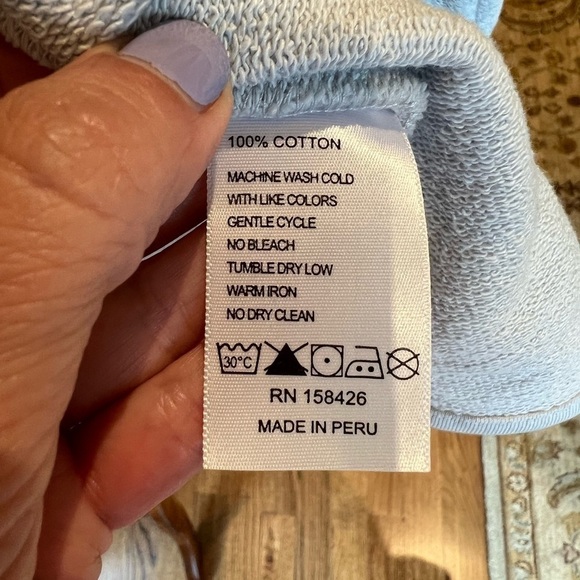 100% COTTON
MACHINE WASH COLD
WITH LIKE COLORS
GENTLE CYCLE
NO BLEACH
TUMBLE DRY LOW
WARM IRON
NO DRY CLEAN
30°C
RN 158426
MADE IN PERU